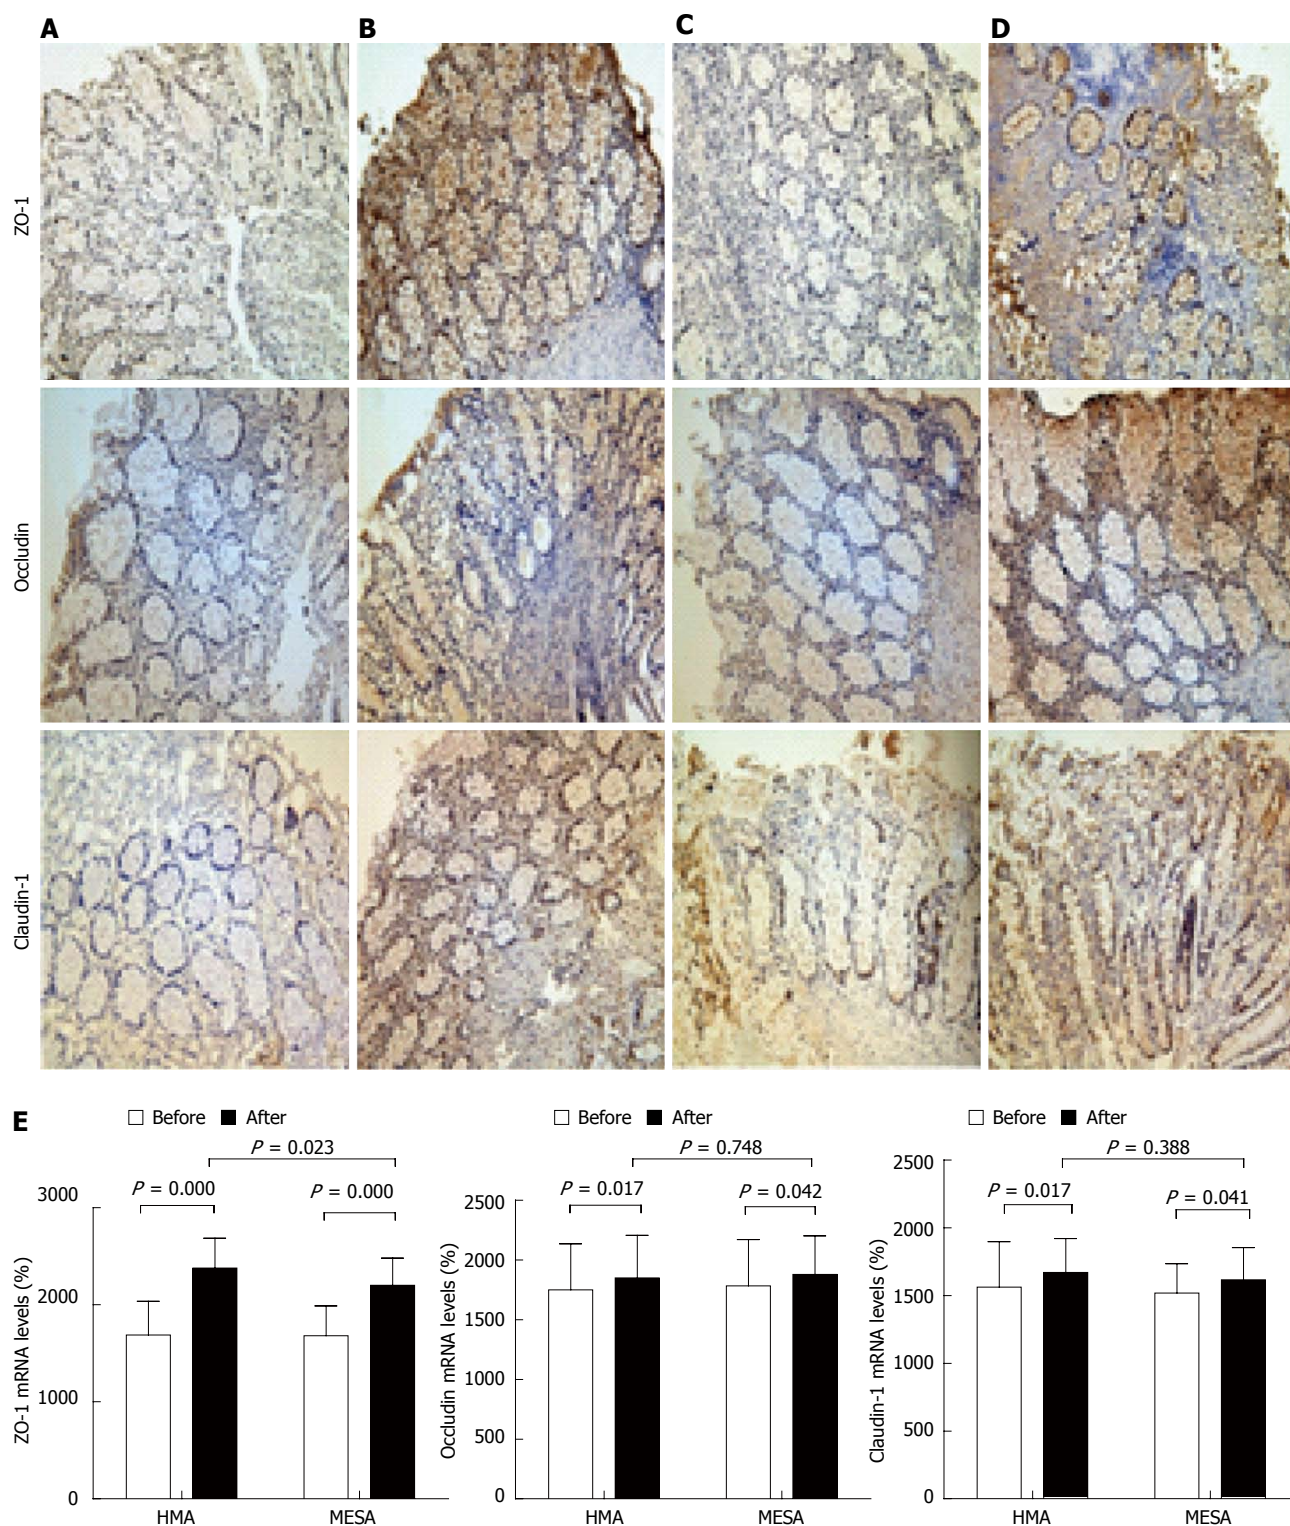 A B C D
ZO-1
Occludin
Claudin-1
E
Before After
P = 0.023
P = 0.000 P = 0.000
ZO-1 mRNA levels (%)
3000
2000
1000
0
HMA MESA
Before After
P = 0.748
P = 0.017 P = 0.042
Occludin mRNA levels (%)
2500
2000
1500
1000
500
0
HMA MESA
Before After
P = 0.388
P = 0.017 P = 0.041
Claudin-1 mRNA levels (%)
2500
2000
1500
1000
500
0
HMA MESA